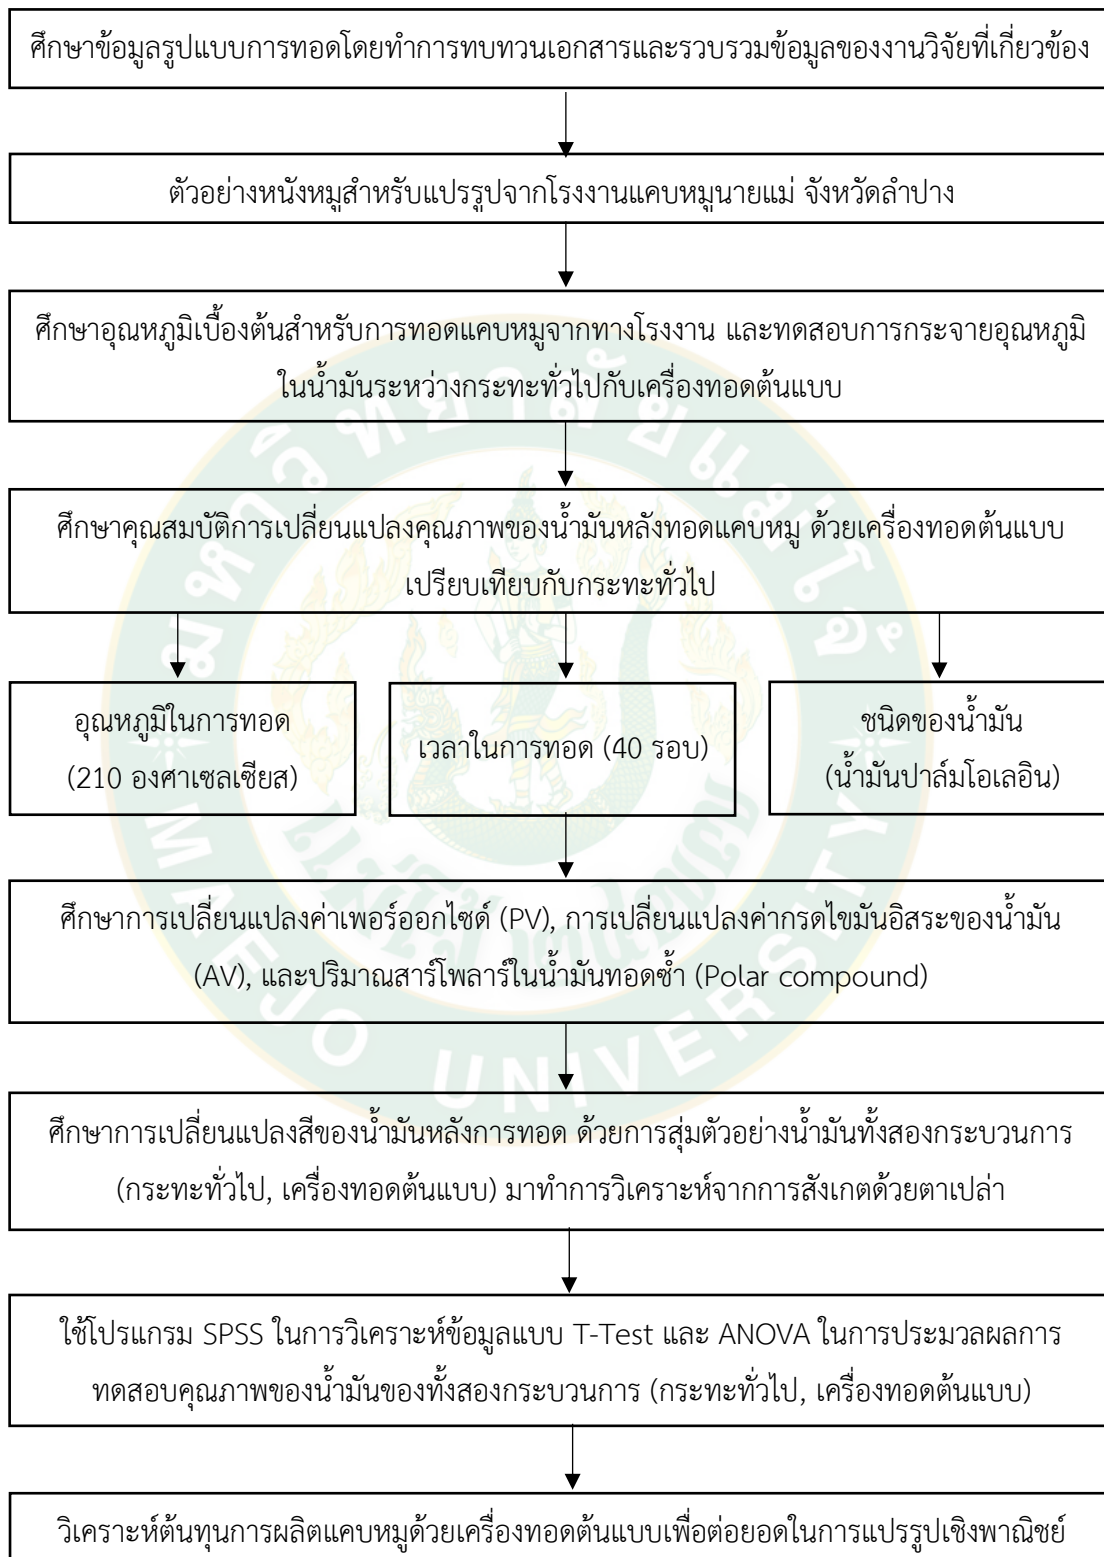 ศึกษาข้อมูลรูปแบบการทอดโดยทำการทบทวนเอกสารและรวบรวมข้อมูลของงานวิจัยที่เกี่ยวข้อง
ตัวอย่างหนังหมูสำหรับแปรรูปจากโรงงานแคบหมูนายแม่ จังหวัดลำปาง
ศึกษาอุณหภูมิเบื้องต้นสำหรับการทอดแคบหมูจากทางโรงงาน และทดสอบการกระจายอุณหภูมิ
ในน้ำมันระหว่างกระทะทั่วไปกับเครื่องทอดต้นแบบ
ศึกษาคุณสมบัติการเปลี่ยนแปลงคุณภาพของน้ำมันหลังทอดแคบหมู ด้วยเครื่องทอดต้นแบบ
เปรียบเทียบกับกระทะทั่วไป
อุณหภูมิในการทอด
(210 องศาเซลเซียส)
เวลาในการทอด (40 รอบ)
ชนิดของน้ำมัน
(น้ำมันปาล์มโอเลอิน)
ศึกษาการเปลี่ยนแปลงค่าเพอร์ออกไซด์ (PV), การเปลี่ยนแปลงค่ากรดไขมันอิสระของน้ำมัน
(AV), และปริมาณสาร์โพลาร์ในน้ำมันทอดซ้ำ (Polar compound)
ศึกษาการเปลี่ยนแปลงสีของน้ำมันหลังการทอด ด้วยการสุ่มตัวอย่างน้ำมันทั้งสองกระบวนการ
(กระทะทั่วไป, เครื่องทอดต้นแบบ) มาทำการวิเคราะห์จากการสังเกตด้วยตาเปล่า
ใช้โปรแกรม SPSS ในการวิเคราะห์ข้อมูลแบบ T-Test และ ANOVA ในการประมวลผลการ
ทดสอบคุณภาพของน้ำมันของทั้งสองกระบวนการ (กระทะทั่วไป, เครื่องทอดต้นแบบ)
วิเคราะห์ต้นทุนการผลิตแคบหมูด้วยเครื่องทอดต้นแบบเพื่อต่อยอดในการแปรรูปเชิงพาณิชย์
มหาวิทยาลัยแม่โจ้
MAEJO UNIVERSITY